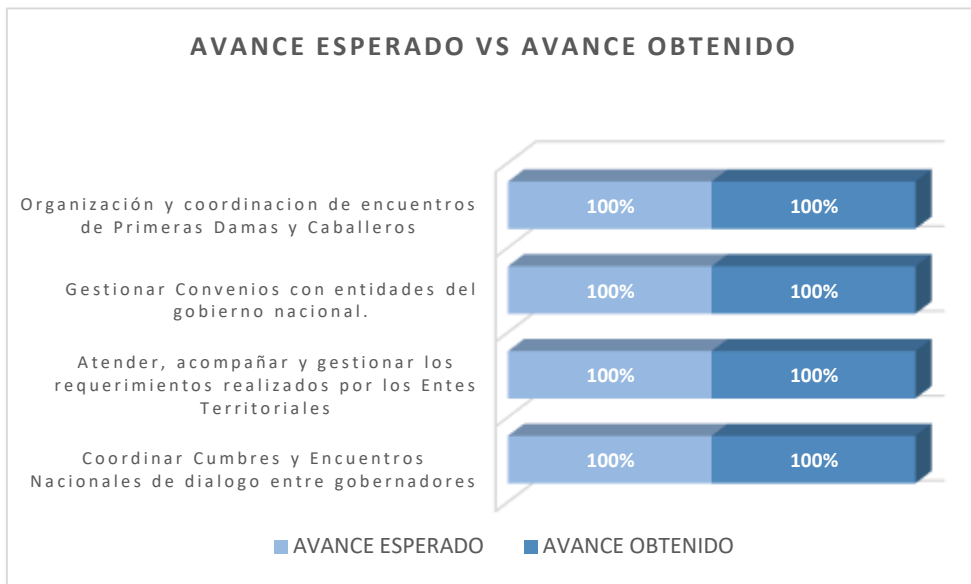 AVANCE ESPERADO VS AVANCE OBTENIDO
Organización y coordinacion de encuentros
de Primeras Damas y Caballeros
100% 100%
Gestionar Convenios con entidades del
gobierno nacional.
100% 100%
Atender, acompañar y gestionar los
requerimientos realizados por los Entes
Territoriales
100% 100%
Coordinar Cumbres y Encuentros
Nacionales de dialogo entre gobernadores
100% 100%
AVANCE ESPERADO AVANCE OBTENIDO